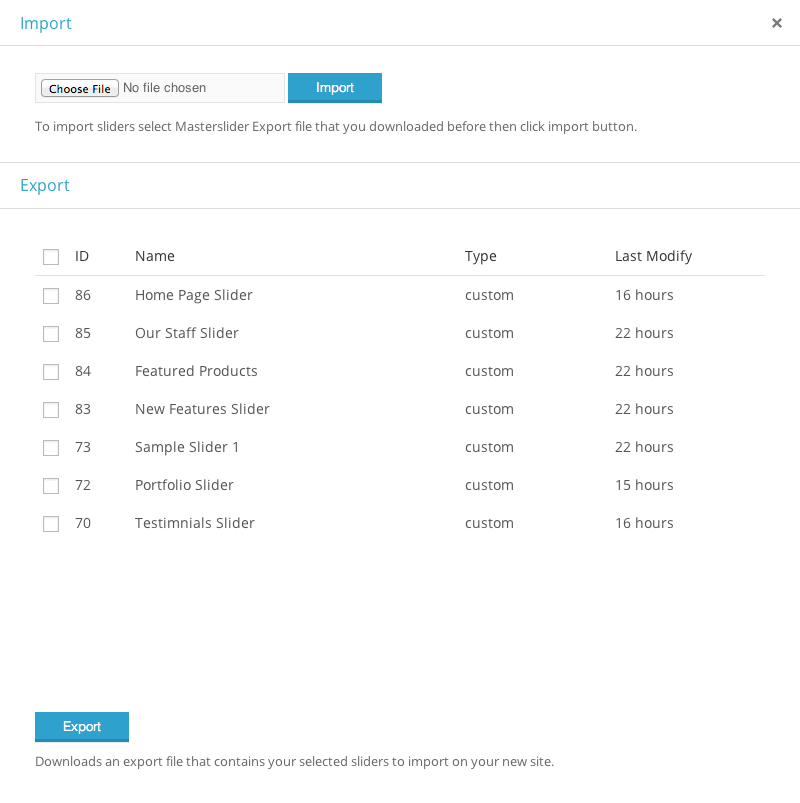 Import ×
Choose File No file chosen Import
To import sliders select Masterslider Export file that you downloaded before then click import button.
Export
ID Name Type Last Modify
86 Home Page Slider custom 16 hours
85 Our Staff Slider custom 22 hours
84 Featured Products custom 22 hours
83 New Features Slider custom 22 hours
73 Sample Slider 1 custom 22 hours
72 Portfolio Slider custom 15 hours
70 Testimnials Slider custom 16 hours
Export
Downloads an export file that contains your selected sliders to import on your new site.